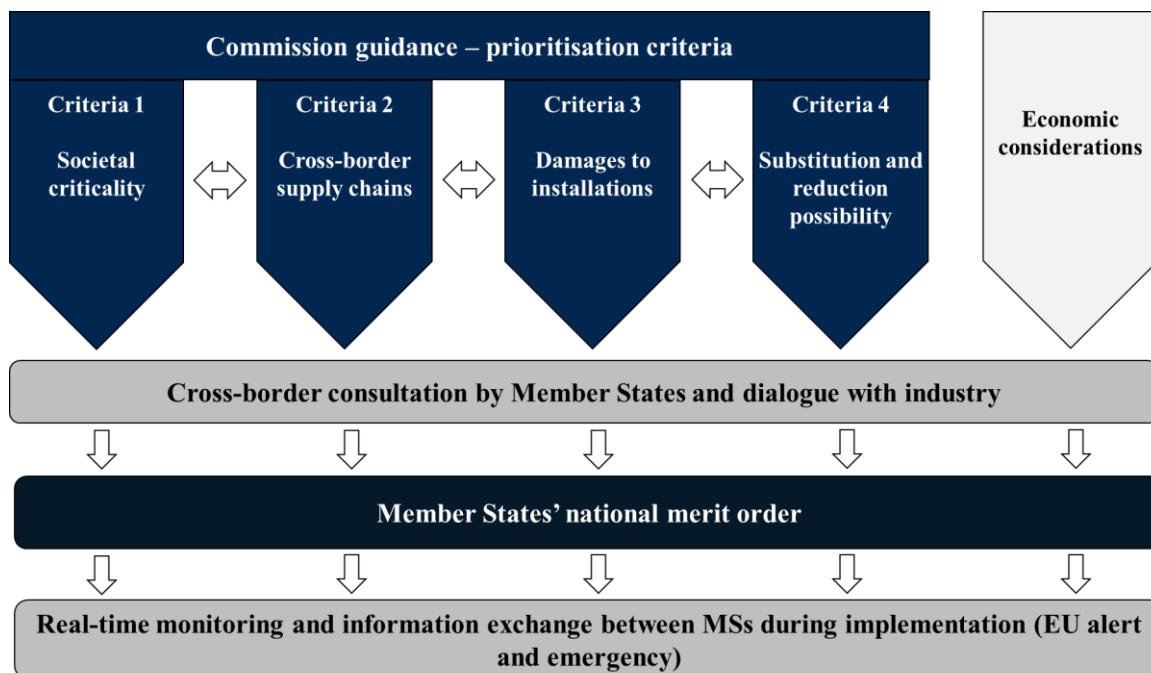 Commission guidance – prioritisation criteria
Criteria 1
Societal
criticality
Criteria 2
Cross-border
supply chains
Criteria 3
Damages to
installations
Criteria 4
Substitution and
reduction
possibility
Economic
considerations
Cross-border consultation by Member States and dialogue with industry
Member States’ national merit order
Real-time monitoring and information exchange between MSs during implementation (EU alert
and emergency)